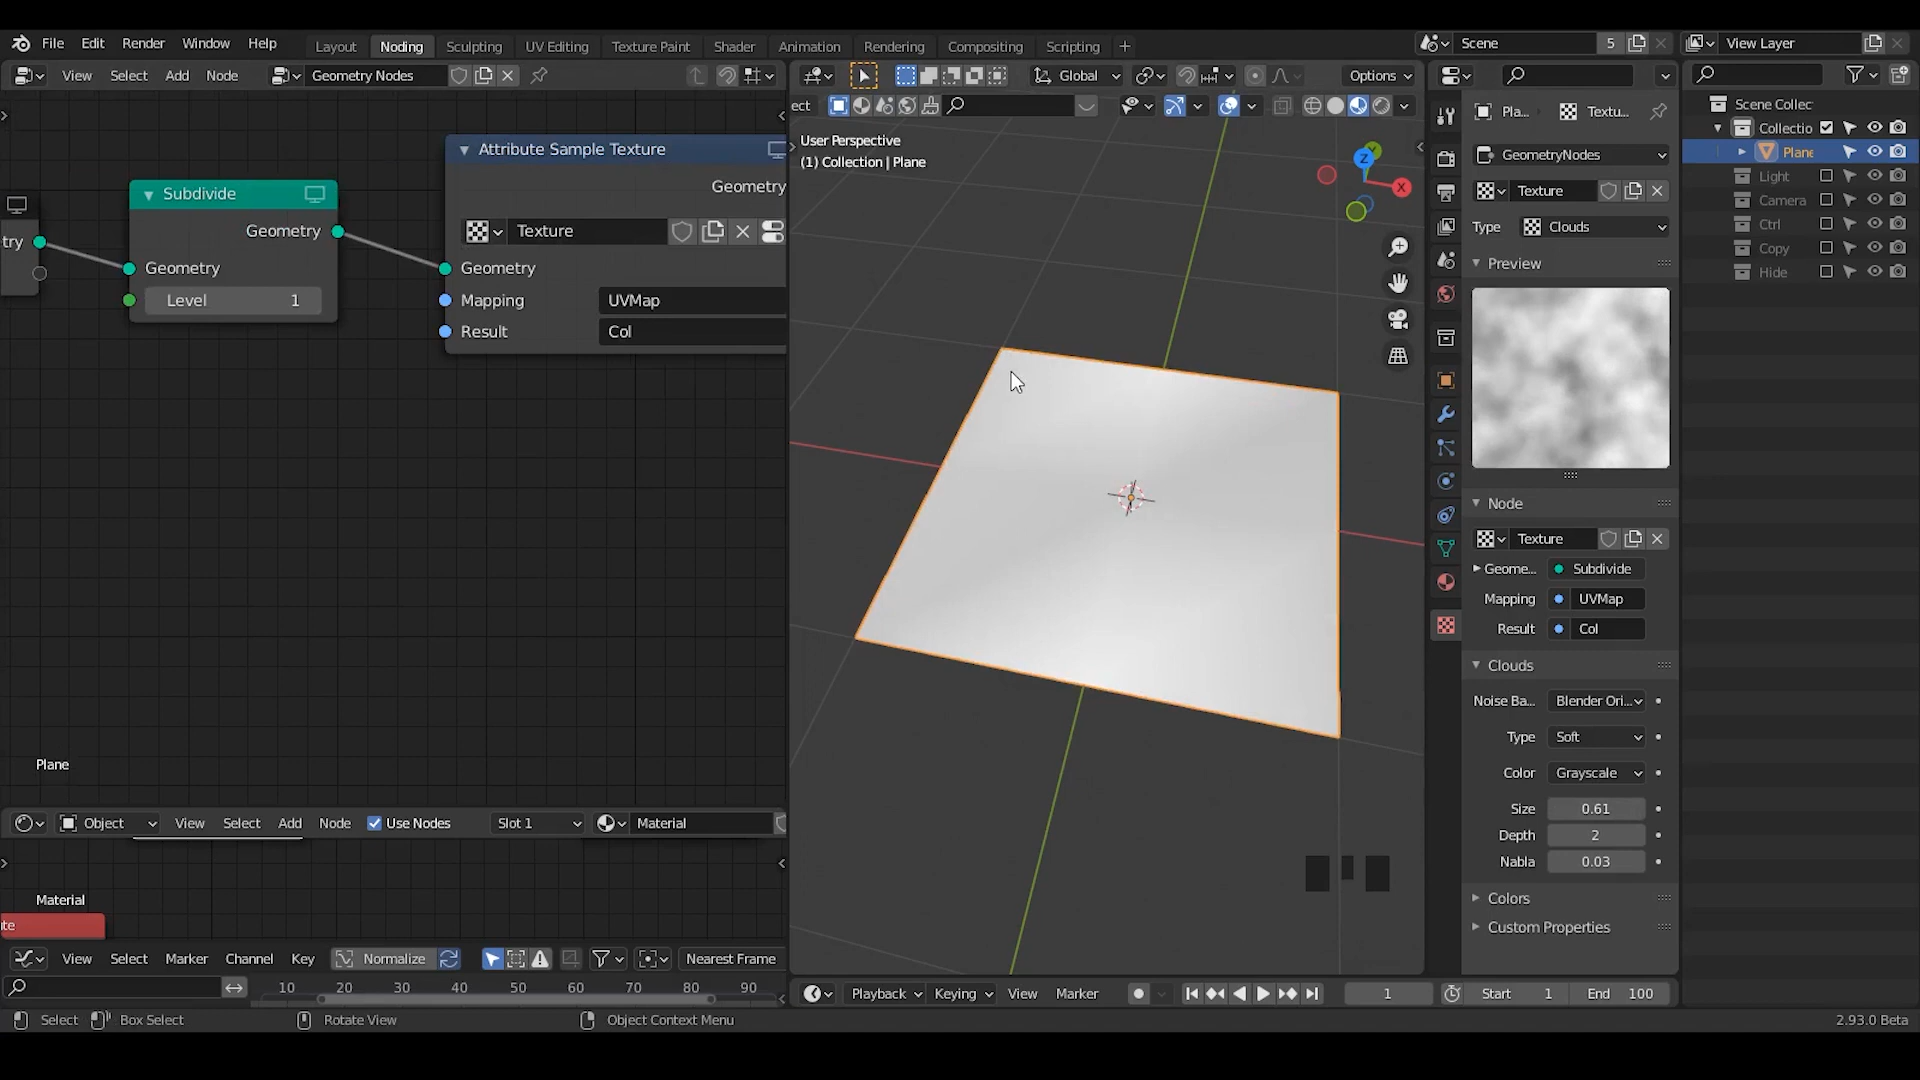 File Edit Render Window Help Layout Noding Sculpting UV Editing Texture Paint Shader Animation Rendering Compositing Scripting Scene 5 View Layer
View Select Add Node Geometry Nodes Global Options
ect
User Perspective
(1) Collection | Plane
Attribute Sample Texture
Geometry
Texture
Geometry
Mapping UVMap
Result Col
Subdivide
Geometry
Geometry
Level 1
try
Plane
Z
X
Y
Pla... Textu...
GeometryNodes
Texture
Type Clouds
Preview
Node
Texture
Geome... Subdivide
Mapping UVMap
Result Col
Clouds
Noise Ba... Blender Ori...
Type Soft
Color Grayscale
Size 0.61
Depth 2
Nabla 0.03
Colors
Custom Properties
Scene Collec
Collectio
Plane
Light
Camera
Ctrl
Copy
Hide
Object View Select Add Node Use Nodes Slot 1 Material
Material
te
View Select Marker Channel Key Normalize Nearest Frame
10 20 30 40 50 60 70 80 90
Playback Keying View Marker 1 Start 1 End 100
Select Box Select Rotate View Object Context Menu 2.93.0 Beta